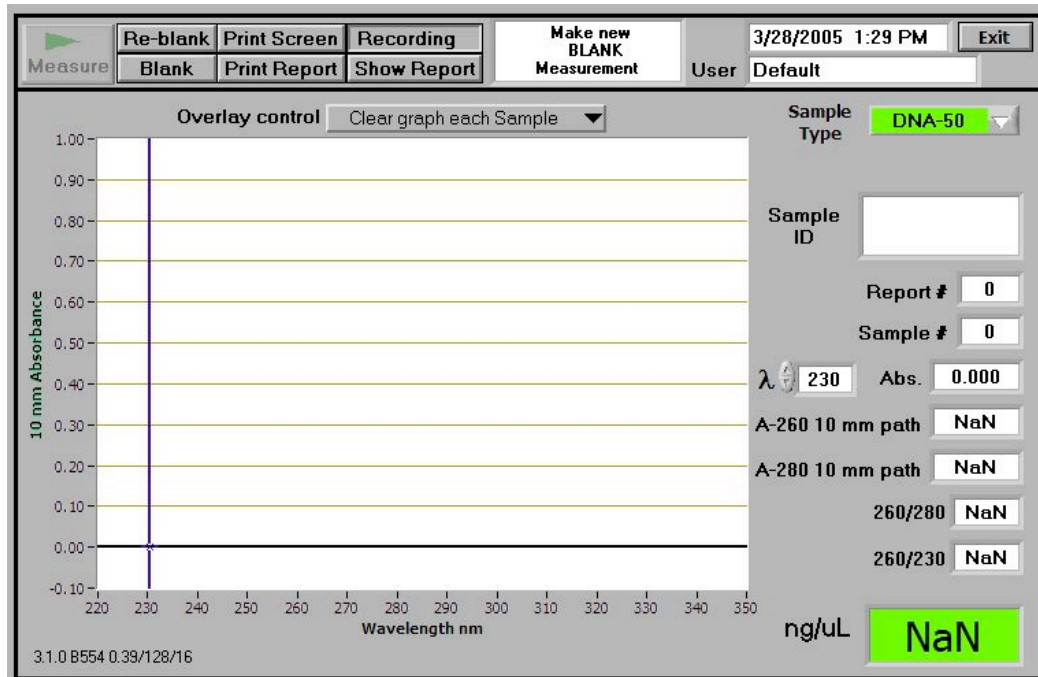 Measure
Re-blank
Print Screen
Recording
Blank
Print Report
Show Report
Make new
BLANK
Measurement
3/28/2005 1:29 PM
Exit
User
Default
Overlay control
Clear graph each Sample
Sample
Type
DNA-50
Sample
ID
Report # 0
Sample # 0
λ 230 Abs. 0.000
A-260 10 mm path NaN
A-280 10 mm path NaN
260/280 NaN
260/230 NaN
ng/uL NaN
10 mm Absorbance
1.00
0.90
0.80
0.70
0.60
0.50
0.40
0.30
0.20
0.10
0.00
-0.10
220 230 240 250 260 270 280 290 300 310 320 330 340 350
Wavelength nm
3.1.0 B554 0.39/128/16